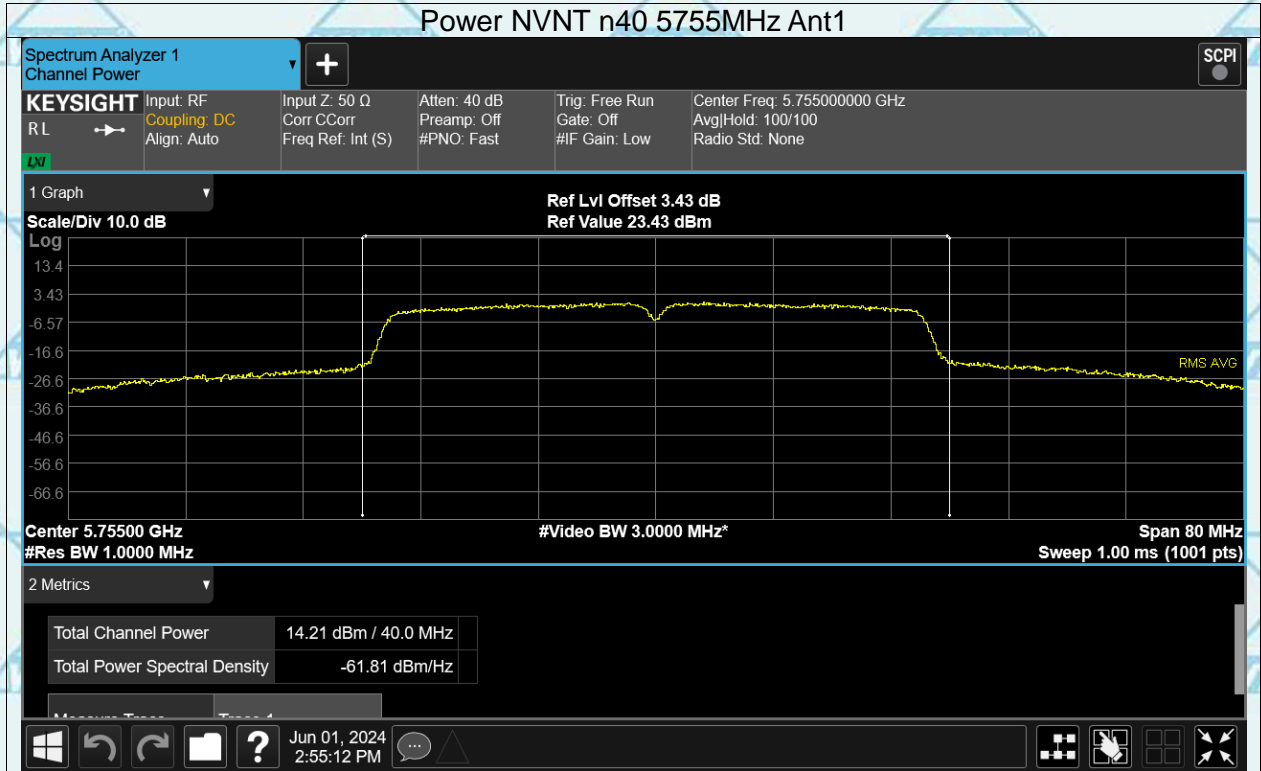 Power NVNT n40 5755MHz Ant1
Spectrum Analyzer 1
Channel Power
SCPI
KEYSIGHT
RL
LXI
Input: RF
Coupling: DC
Align: Auto
Input Z: 50 Ω
Corr CCorr
Freq Ref: Int (S)
Atten: 40 dB
Preamp: Off
#PNO: Fast
Trig: Free Run
Gate: Off
#IF Gain: Low
Center Freq: 5.755000000 GHz
Avg|Hold: 100/100
Radio Std: None
1 Graph
Scale/Div 10.0 dB
Ref Lvl Offset 3.43 dB
Ref Value 23.43 dBm
Log
13.4
3.43
-6.57
-16.6
-26.6
-36.6
-46.6
-56.6
-66.6
RMS AVG
Center 5.75500 GHz
#Video BW 3.0000 MHz*
Span 80 MHz
#Res BW 1.0000 MHz
Sweep 1.00 ms (1001 pts)
2 Metrics
Total Channel Power 14.21 dBm / 40.0 MHz
Total Power Spectral Density -61.81 dBm/Hz
Measure Trace Trace 1
?
Jun 01, 2024
2:55:12 PM